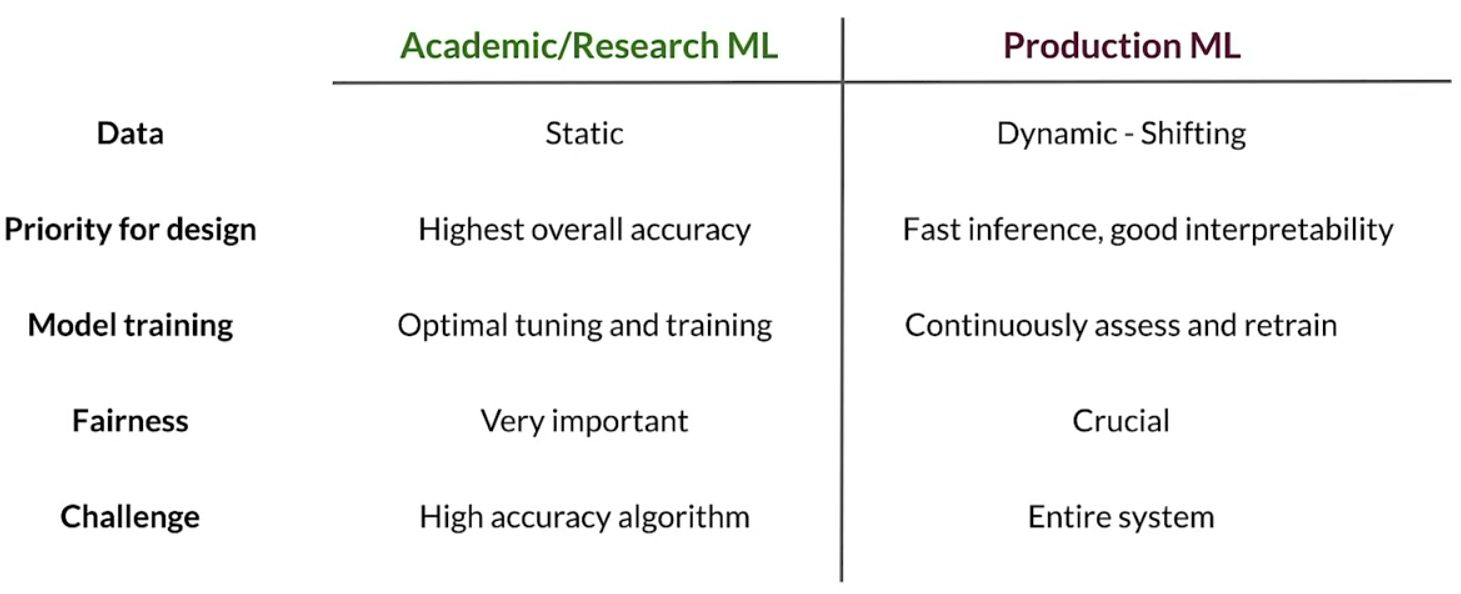 Academic/Research ML Production ML
Data Static Dynamic - Shifting
Priority for design Highest overall accuracy Fast inference, good interpretability
Model training Optimal tuning and training Continuously assess and retrain
Fairness Very important Crucial
Challenge High accuracy algorithm Entire system